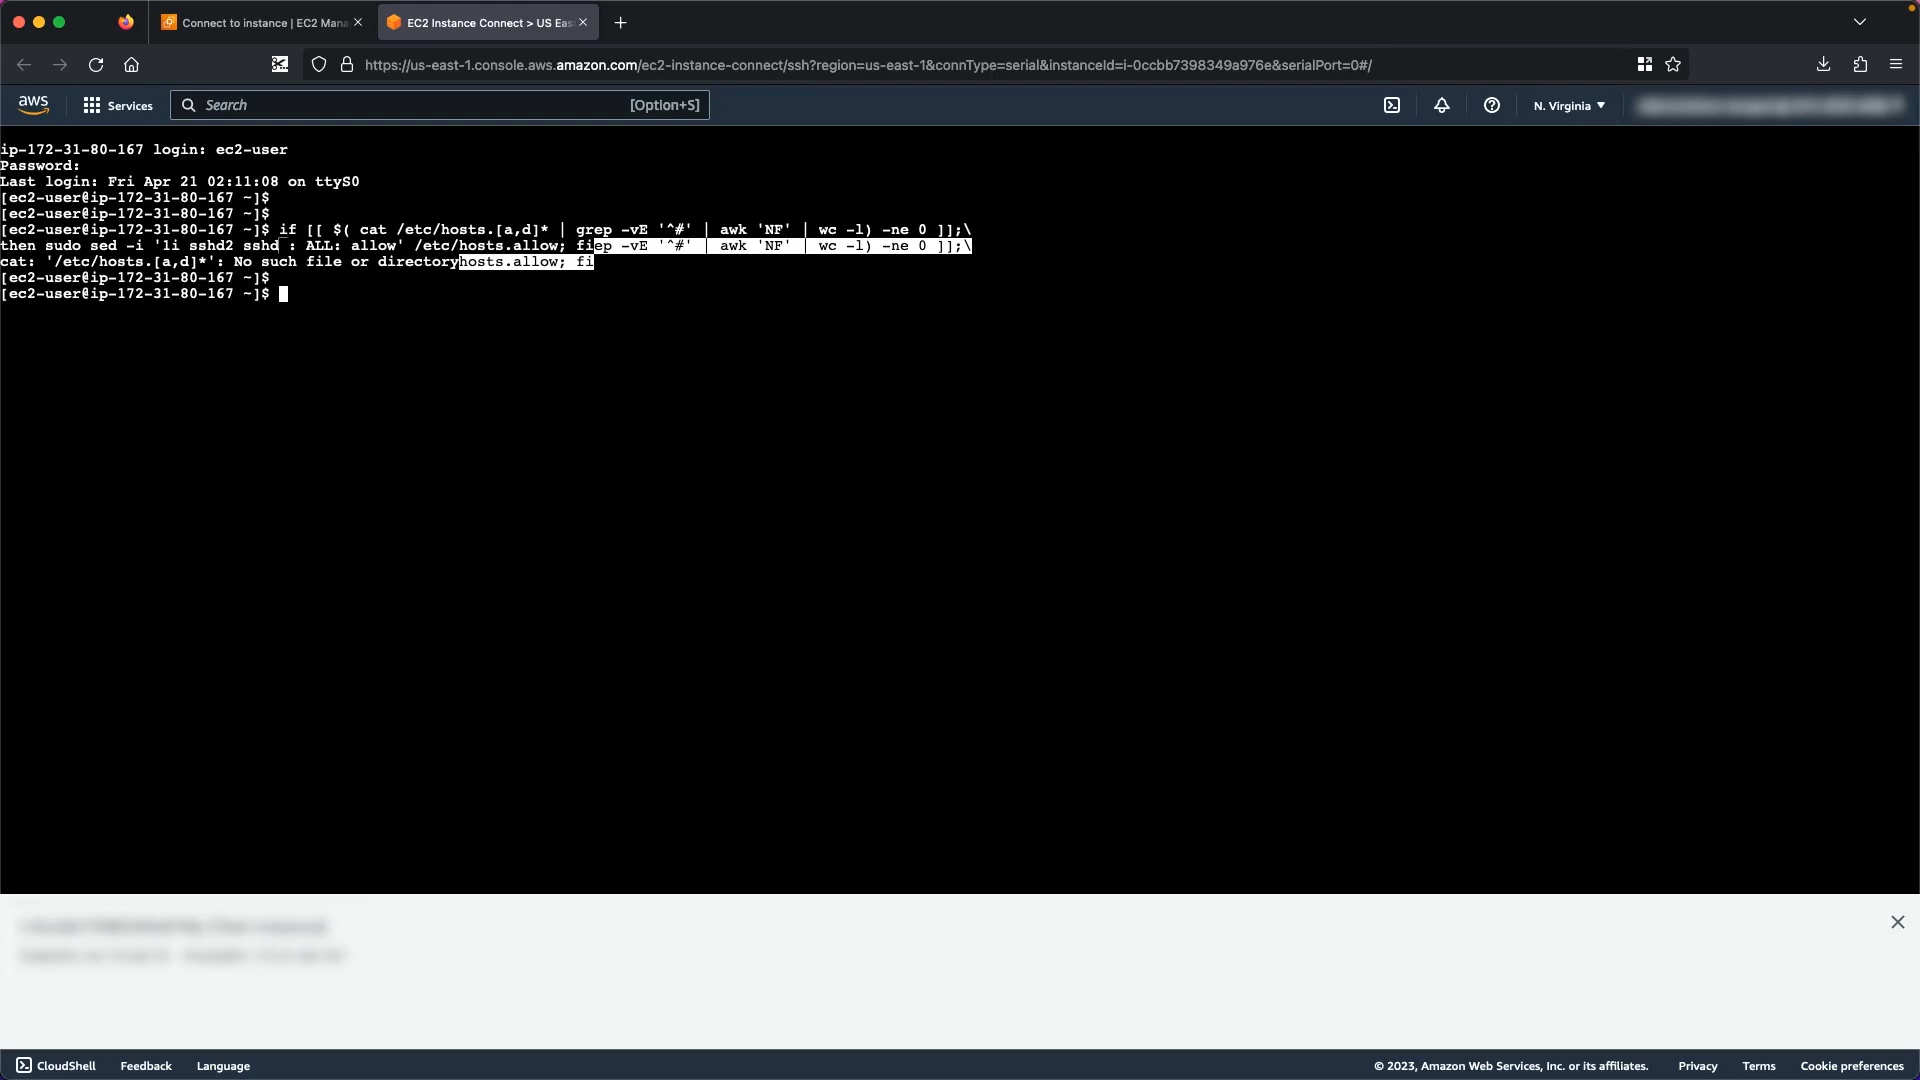 Connect to instance | EC2 Mana
EC2 Instance Connect > US Eas
https://us-east-1.console.aws.amazon.com/ec2-instance-connect/ssh?region=us-east-1&connType=serial&instanceId=i-0ccbb7398349a976e&serialPort=0#/
aws
Services
Search
[Option+S]
N. Virginia
ip-172-31-80-167 login: ec2-user
Password:
Last login: Fri Apr 21 02:11:08 on ttyS0
[ec2-user@ip-172-31-80-167 ~]$
[ec2-user@ip-172-31-80-167 ~]$
[ec2-user@ip-172-31-80-167 ~]$ if [[ $( cat /etc/hosts.[a,d]* | grep -vE '^#' | awk 'NF' | wc -l) -ne 0 ]];\
then sudo sed -i '1i sshd2 sshd : ALL: allow' /etc/hosts.allow; fiep -vE '^#' | awk 'NF' | wc -l) -ne 0 ]];\
cat: '/etc/hosts.[a,d]*': No such file or directoryhosts.allow; fi
[ec2-user@ip-172-31-80-167 ~]$
[ec2-user@ip-172-31-80-167 ~]$
CloudShell
Feedback
Language
© 2023, Amazon Web Services, Inc. or its affiliates.
Privacy
Terms
Cookie preferences